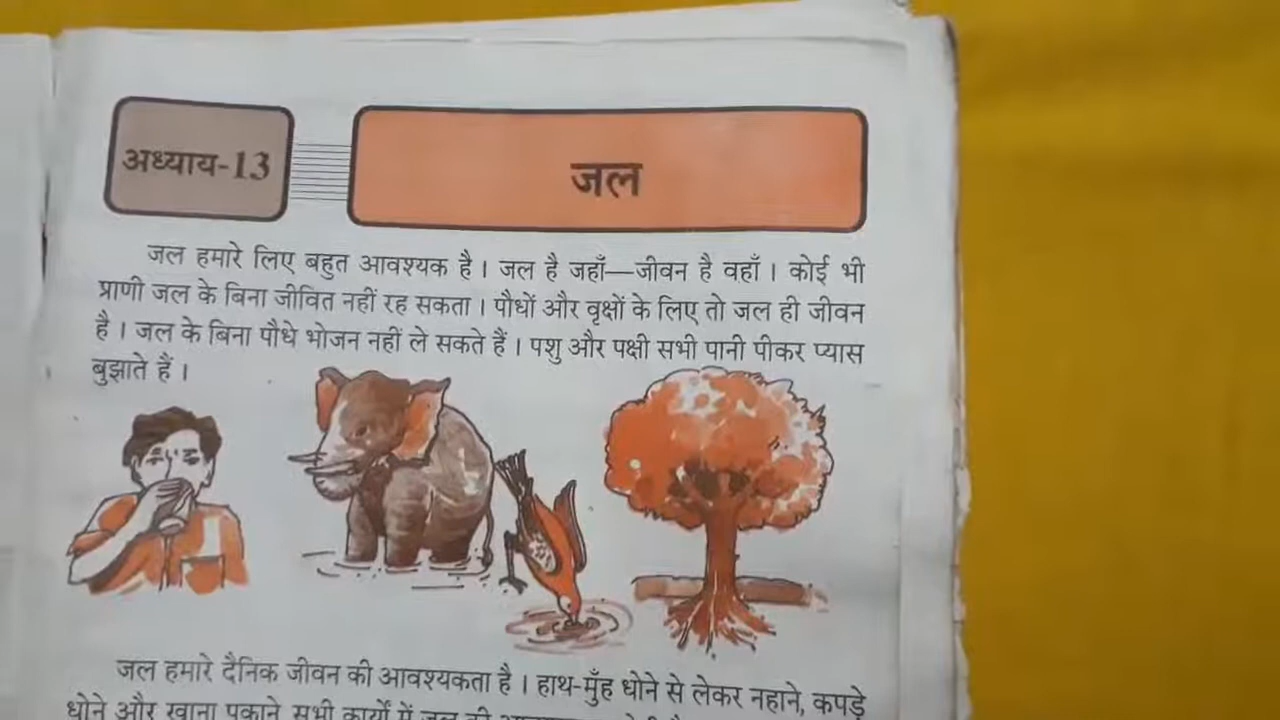 अध्याय-13
जल
जल हमारे लिए बहुत आवश्यक है । जल है जहाँ—जीवन है वहाँ । कोई भी
प्राणी जल के बिना जीवित नहीं रह सकता । पौधों और वृक्षों के लिए तो जल ही जीवन
है । जल के बिना पौधे भोजन नहीं ले सकते हैं । पशु और पक्षी सभी पानी पीकर प्यास
बुझाते हैं ।
जल हमारे दैनिक जीवन की आवश्यकता है । हाथ-मुँह धोने से लेकर नहाने, कपड़े
धोने और खाना पकाने सभी कार्यों में जल की